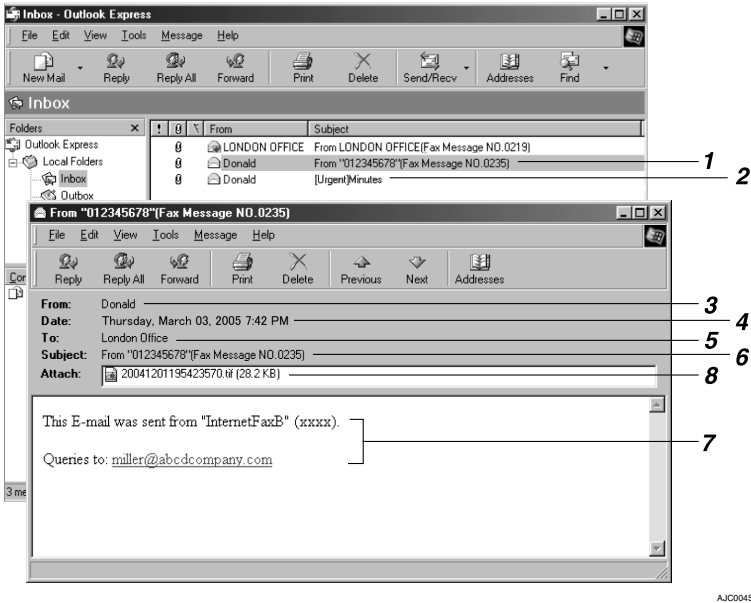 Inbox - Outlook Express
File Edit View Tools Message Help
New Mail Reply Reply All Forward Print Delete Send/Recv Addresses Find
Inbox
Folders × ! From Subject
Outlook Express LONDON OFFICE From LONDON OFFICE(Fax Message NO.0219)
Local Folders Donald From "012345678"(Fax Message NO.0235) 1
Inbox Donald [Urgent]Minutes 2
Outbox
From "012345678"(Fax Message NO.0235)
File Edit View Tools Message Help
Reply Reply All Forward Print Delete Previous Next Addresses
Con
From: Donald 3
Date: Thursday, March 03, 2005 7:42 PM 4
To: London Office 5
Subject: From "012345678"(Fax Message NO.0235) 6
Attach: 20041201195423570.tif (28.2 KB) 8
This E-mail was sent from "InternetFaxB" (xxxx).
7
Queries to: miller@abcdcompany.com
3 me